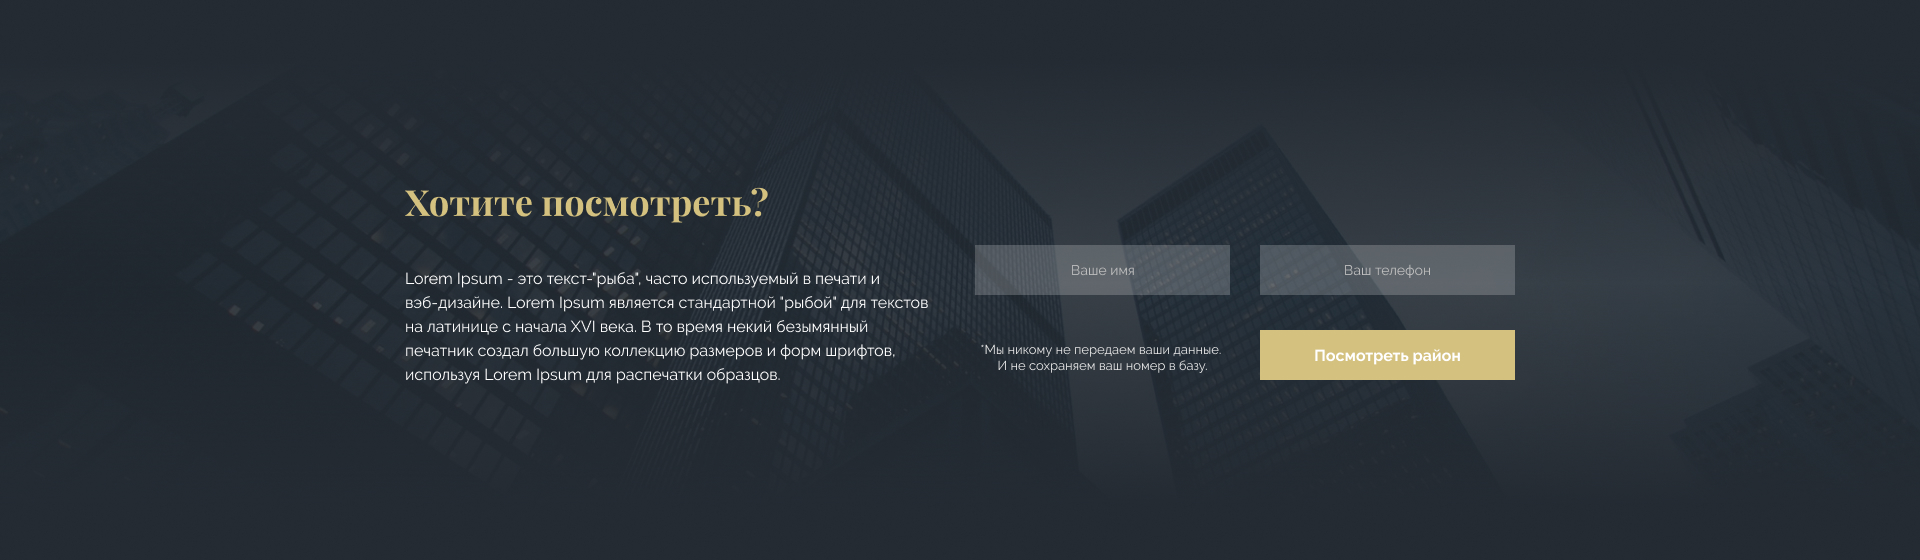 Хотите посмотреть?
Lorem Ipsum - это текст-"рыба", часто используемый в печати и
вэб-дизайне. Lorem Ipsum является стандартной "рыбой" для текстов
на латинице с начала XVI века. В то время некий безымянный
печатник создал большую коллекцию размеров и форм шрифтов,
используя Lorem Ipsum для распечатки образцов.
Ваше имя
Ваш телефон
*Мы никому не передаем ваши данные.
И не сохраняем ваш номер в базу.
Посмотреть район